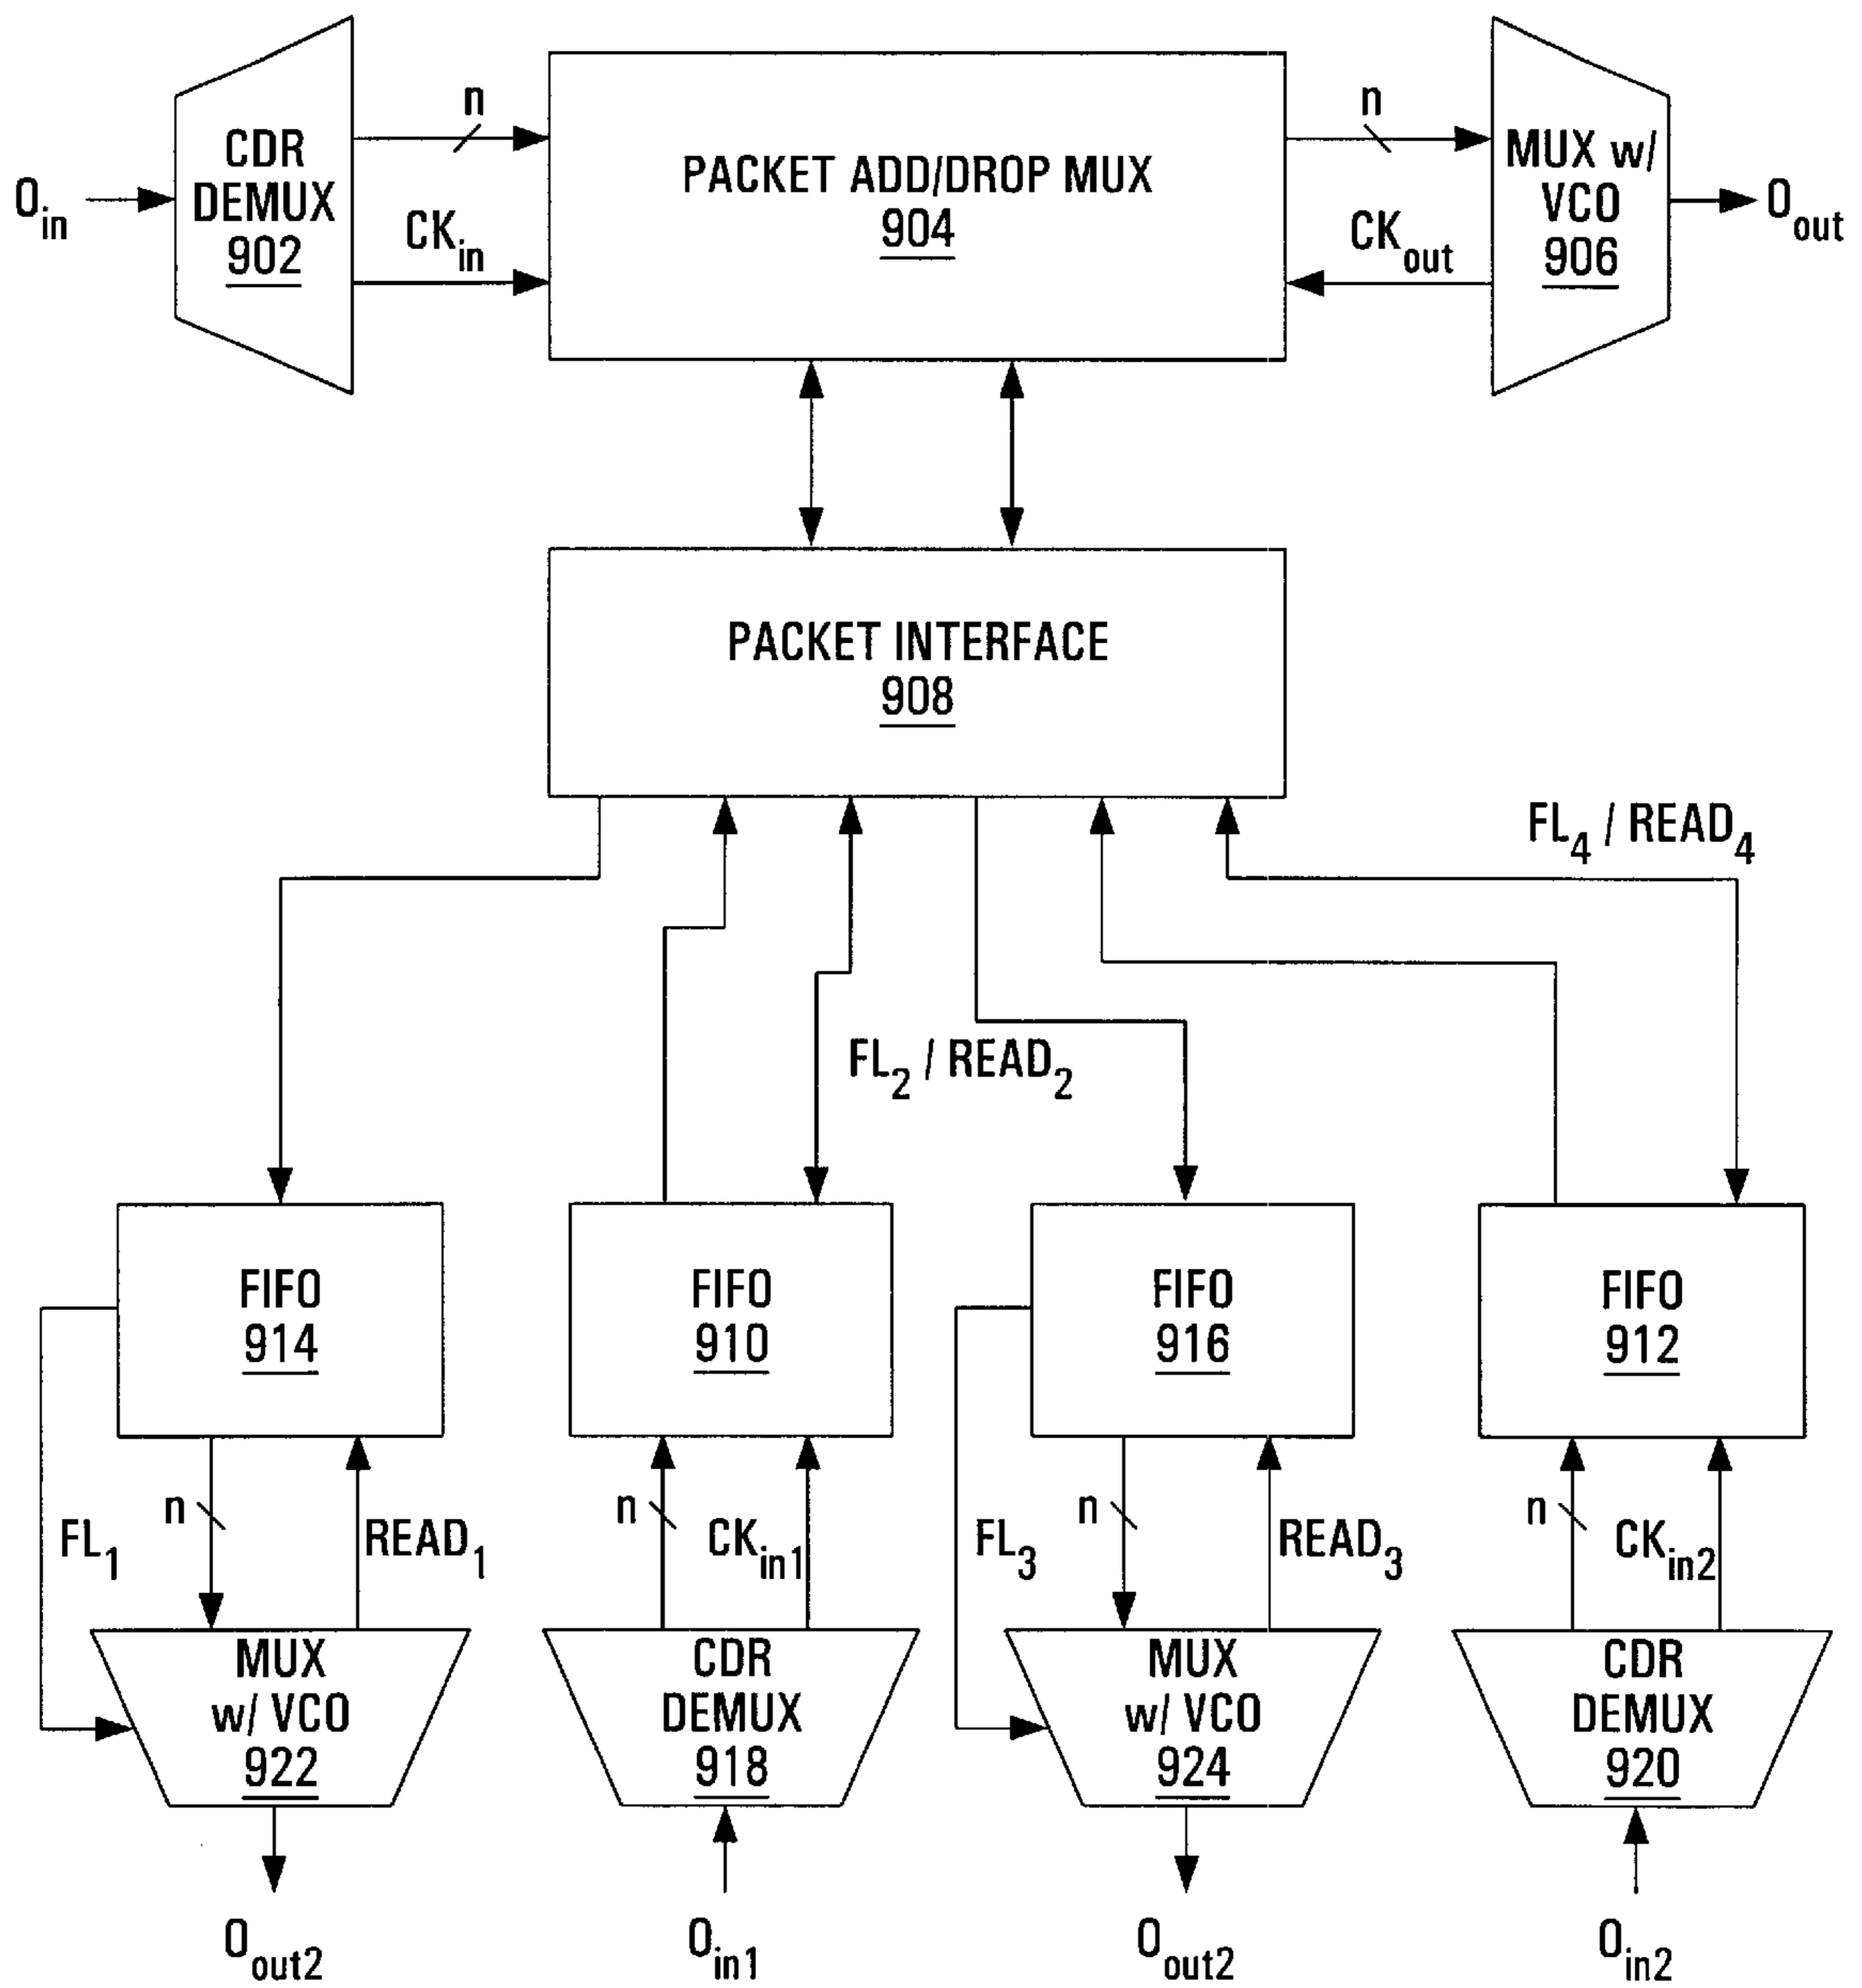 O_in
CDR
DEMUX
902
n
CK_in
PACKET ADD/DROP MUX
904
n
CK_out
MUX w/
VCO
906
O_out
PACKET INTERFACE
908
FL_4 / READ_4
FL_2 / READ_2
FIFO
914
FIFO
910
FIFO
916
FIFO
912
FL_1
n
READ_1
n
CK_in1
FL_3
n
READ_3
n
CK_in2
MUX
w/ VCO
922
CDR
DEMUX
918
MUX
w/ VCO
924
CDR
DEMUX
920
O_out2
O_in1
O_out2
O_in2